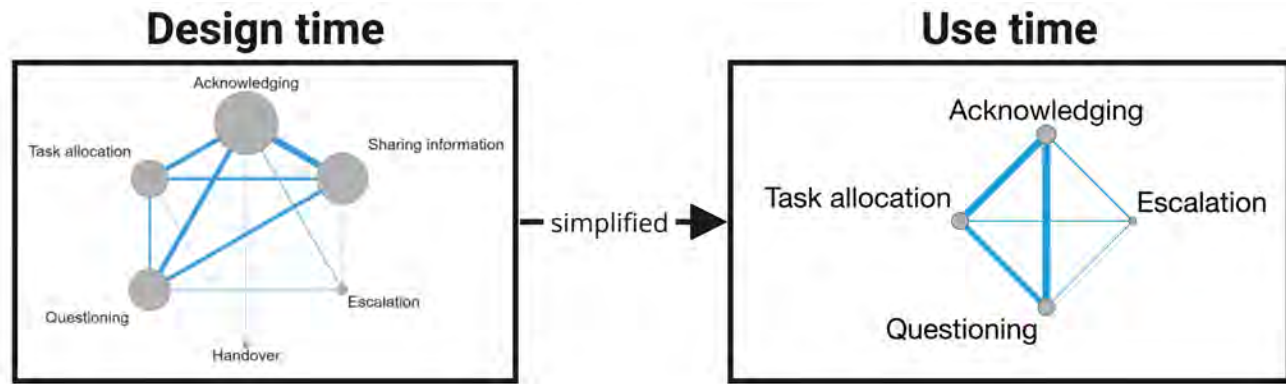 Design time
Use time
Acknowledging
Task allocation
Sharing information
Questioning
Escalation
Handover
simplified
Acknowledging
Task allocation
Escalation
Questioning